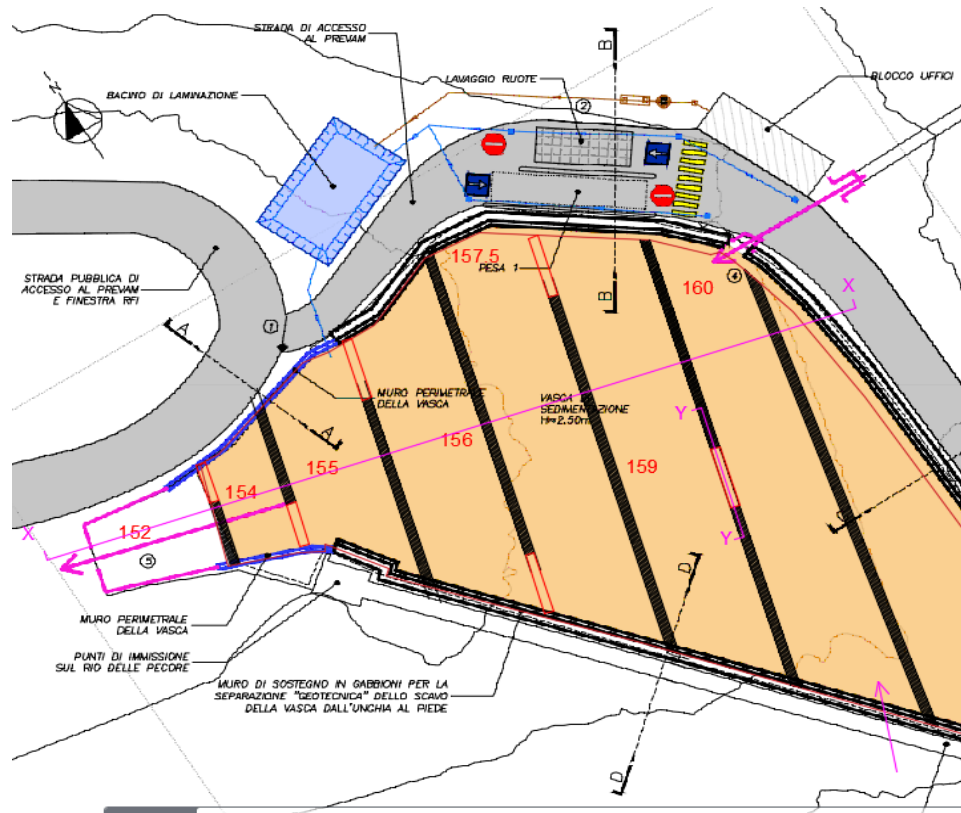 STRADA DI ACCESSO
AL PREVAM
B
N
BACINO DI LAMINAZIONE
LAVAGGIO RUOTE
BLOCCO UFFICI
2
STRADA PUBBLICA DI
ACCESSO AL PREVAM
E FINESTRA RFI
157.5
PESA 1
160
4
X
B
1
A
MURO PERIMETRALE
DELLA VASCA
VASCA
SEDIMENTAZIONE
H=2.50m
A
156
Y
155
159
154
X
152
Y
5
D
MURO PERIMETRALE
DELLA VASCA
PUNTI DI IMMISSIONE
SUL RIO DELLE PECORE
MURO DI SOSTEGNO IN GABBIONI PER LA
SEPARAZIONE "GEOTECNICA" DELLO SCAVO
DELLA VASCA DALL'UNGHIA AL PIEDE
D